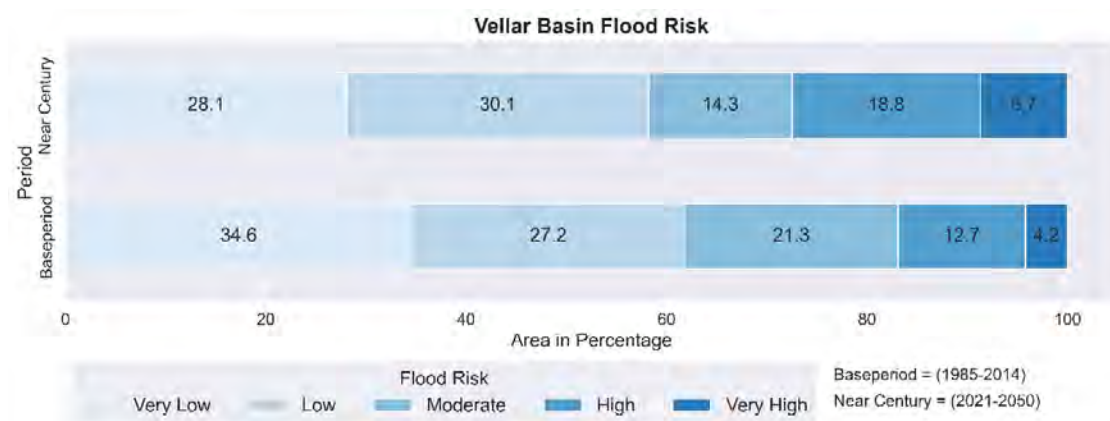 Vellar Basin Flood Risk
Near Century
28.1 30.1 14.3 18.8 8.7
Period
Baseperiod
34.6 27.2 21.3 12.7 4.2
0 20 40 60 80 100
Area in Percentage
Flood Risk
Very Low Low Moderate High Very High
Baseperiod = (1985-2014)
Near Century = (2021-2050)